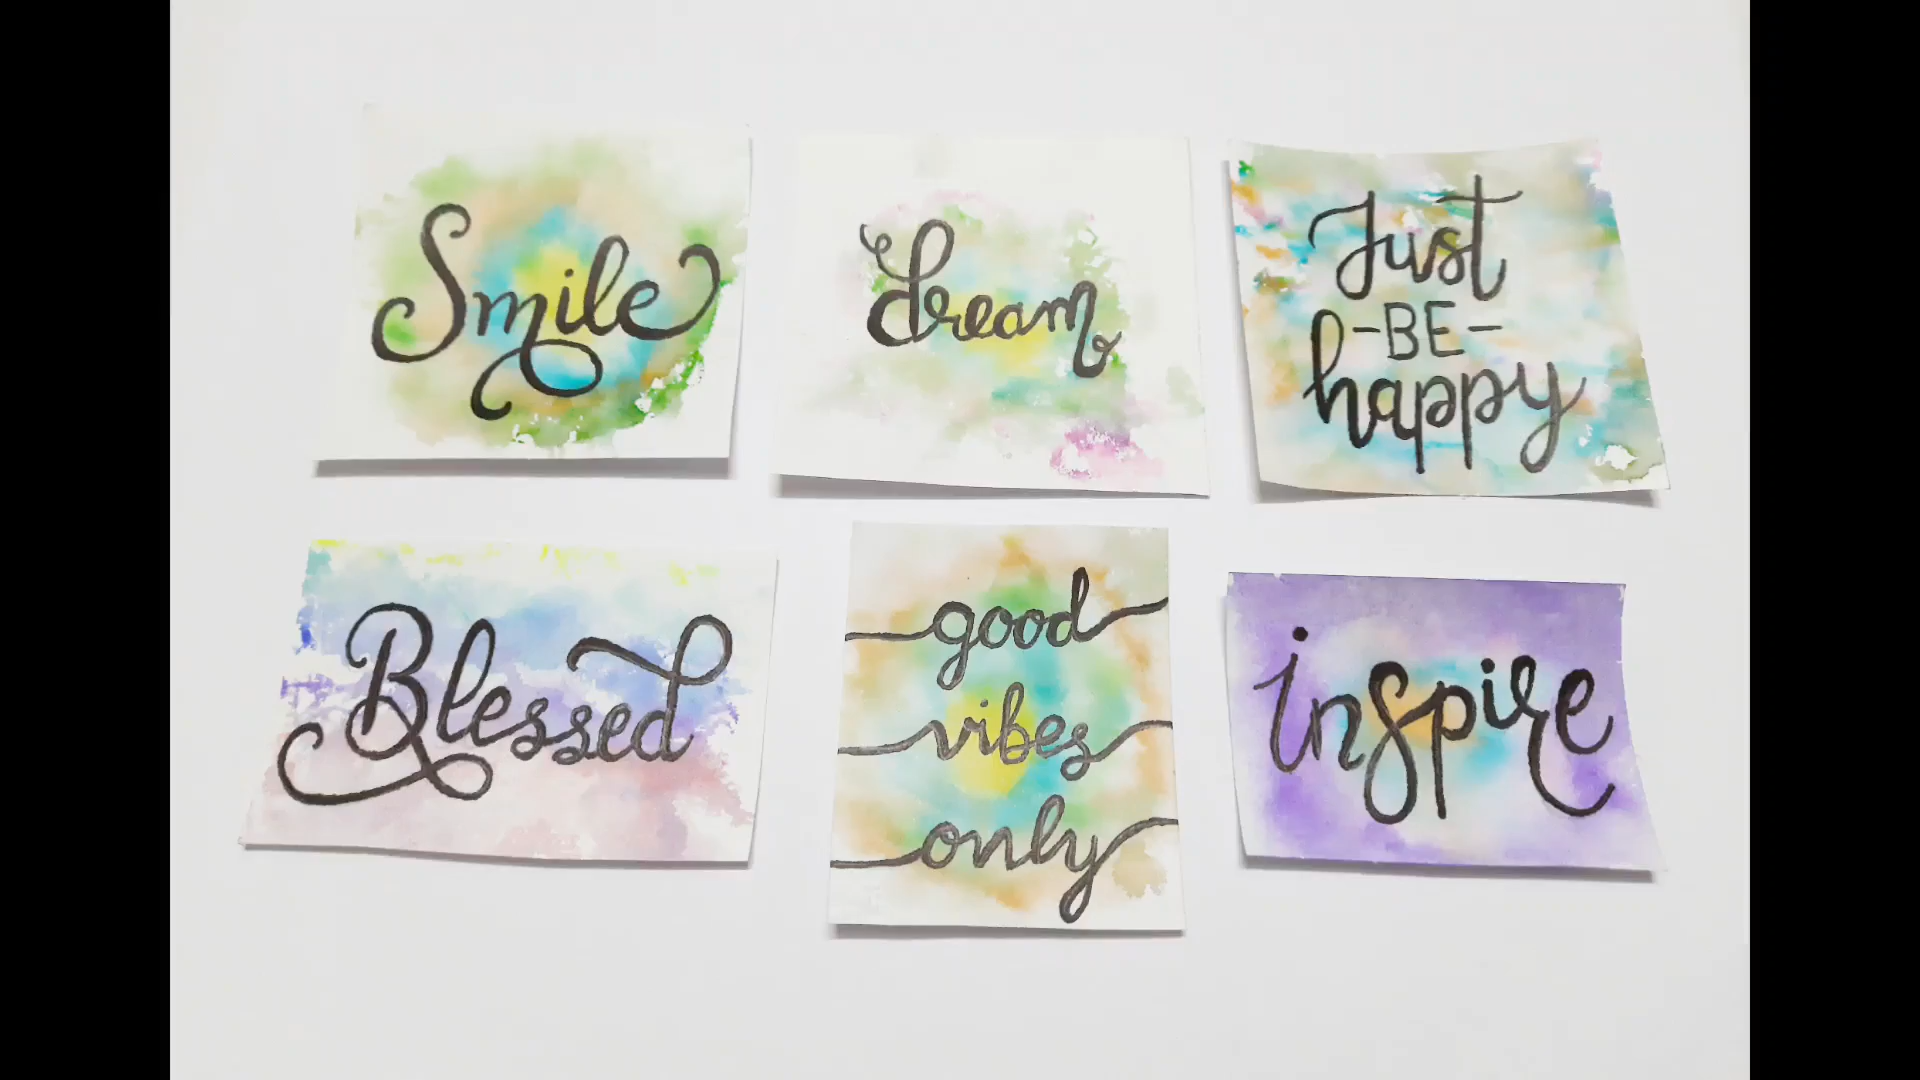 Smile
dream
Just
-BE-
happy
Blessed
good
vibes
only
inspire